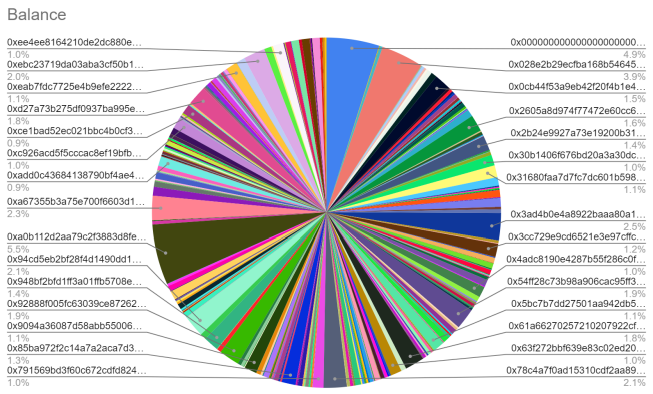 Balance
0xee4ee8164210de2dc880e...
1.0%
0xebc23719da03aba3cf50b1...
2.0%
0xeab7fdc7725e4b9efe2222...
1.1%
0xd27a73b275df0937ba995e...
1.8%
0xce1bad52ec021bbc4b0cf3...
0.9%
0xc926acd5f5cccac8ef19bfb...
1.0%
0xadd0c43684138790bf4ae4...
0.9%
0xa67355b3a75e700f6603d1...
2.3%
0xa0b112d2aa79c2f3883d8fe...
5.5%
0x94cd5eb2bf28f4d1490dd1...
2.1%
0x948bf2bfd1ff3a01ffb5708e...
1.4%
0x92888f005fc63039ce87262...
1.9%
0x9094a36087d58abb55006...
1.1%
0x85ba972f2c14a7a2aca7d3...
1.3%
0x791569bd3f60c672cdfd824...
1.0%
0x000000000000000000000...
4.9%
0x028e2b29ecfba168b54645...
3.9%
0x0cb44f53a9eb42f20f4b1e4...
1.5%
0x2605a8d974f77472e60cc6...
1.6%
0x2b24e9927a73e19200b31...
1.4%
0x30b1406f676bd20a3a30dc...
1.0%
0x31680faa7d7fc7dc601b598...
1.1%
0x3ad4b0e4a8922baaa80a1...
2.5%
0x3cc729e9cd6521e3e97cffc...
1.2%
0x4adc8190e4287b55f286c0f...
1.0%
0x54ff28c73b98a906cac95ff3...
1.9%
0x5bc7b7dd27501aa942db5...
1.1%
0x61a66270257210207922cf...
1.8%
0x63f272bbf639e83c02ed20...
1.0%
0x78c4a7f0ad15310cdf2aa89...
2.1%